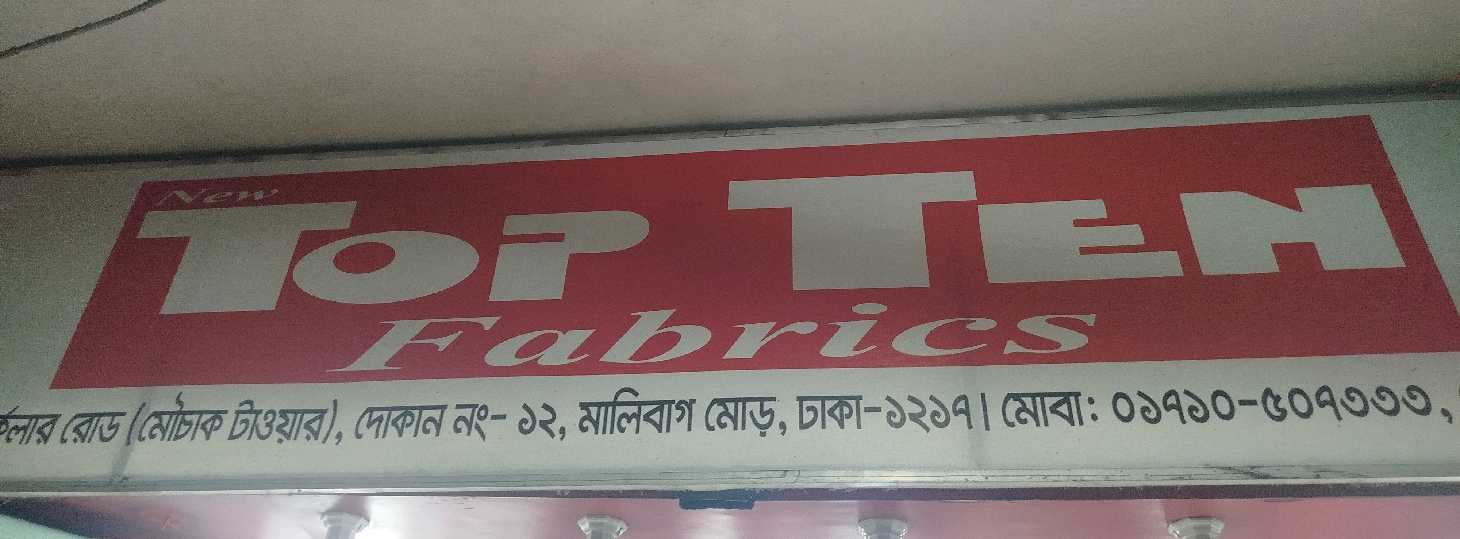 New
TOP TEN
Fabrics
রোড (মৌচাক টাওয়ার), দোকান নং- ১২, মালিবাগ মোড়, ঢাকা-১২১৭। মোবা: ০১৭১০-৫০৭৩৩৩,